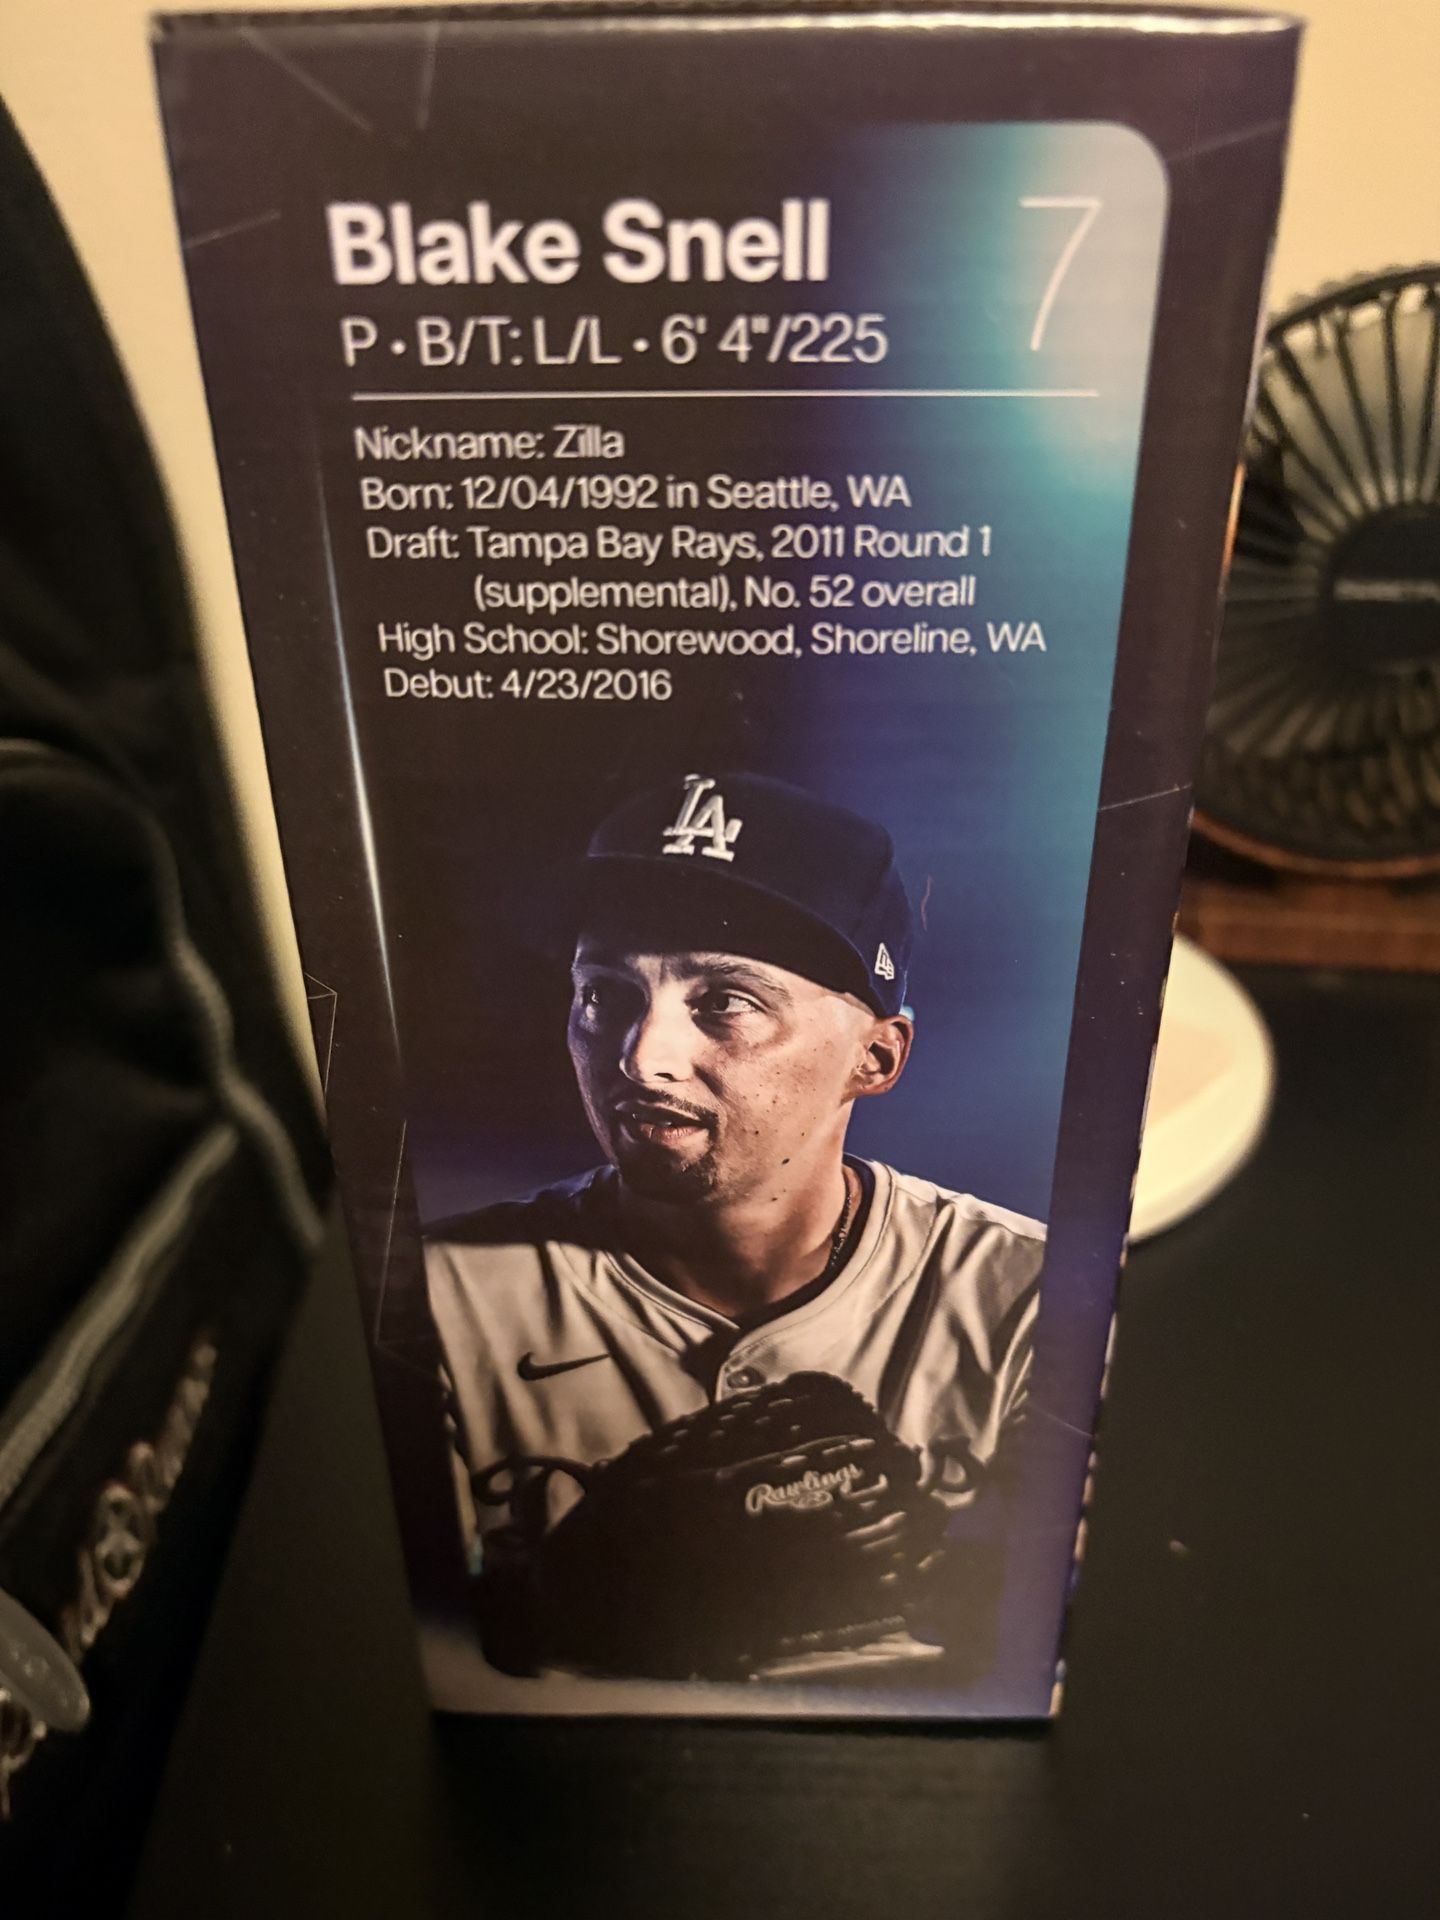 Blake Snell
7
P • B/T: L/L • 6' 4"/225
Nickname: Zilla
Born: 12/04/1992 in Seattle, WA
Draft: Tampa Bay Rays, 2011 Round 1
(supplemental), No. 52 overall
High School: Shorewood, Shoreline, WA
Debut: 4/23/2016
LA
Rawlings